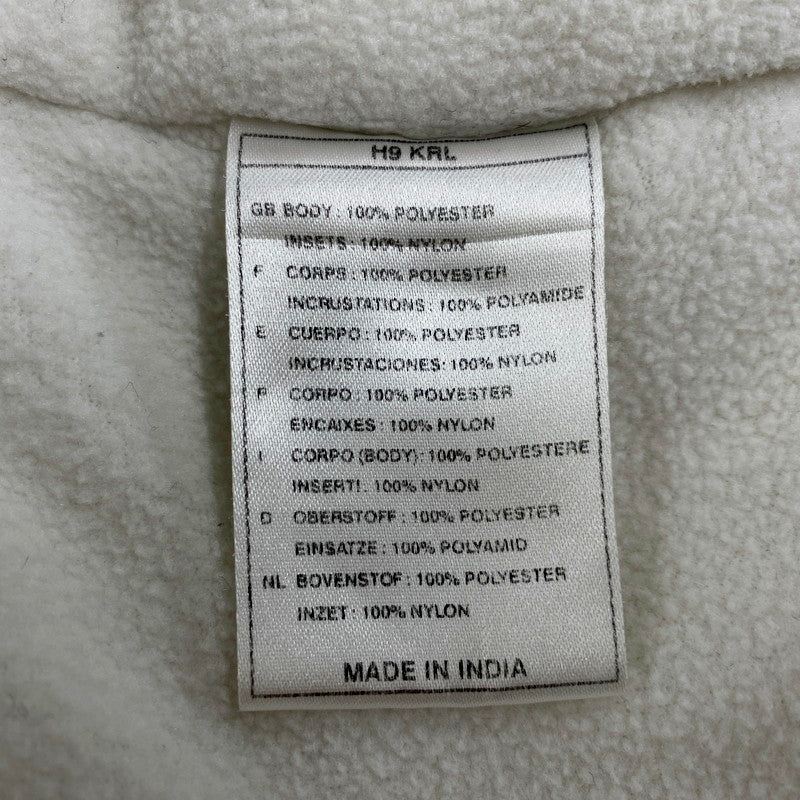 H9 KRL
GB BODY : 100% POLYESTER
INSETS : 100% NYLON
F CORPS : 100% POLYESTER
INCRUSTATIONS : 100% POLYAMIDE
E CUERPO : 100% POLYESTER
INCRUSTACIONES: 100% NYLON
P CORPO : 100% POLYESTER
ENCAIXES : 100% NYLON
I CORPO (BODY): 100% POLYESTERE
INSERTI. 100% NYLON
D OBERSTOFF : 100% POLYESTER
EINSATZE : 100% POLYAMID
NL BOVENSTOF : 100% POLYESTER
INZET : 100% NYLON
MADE IN INDIA